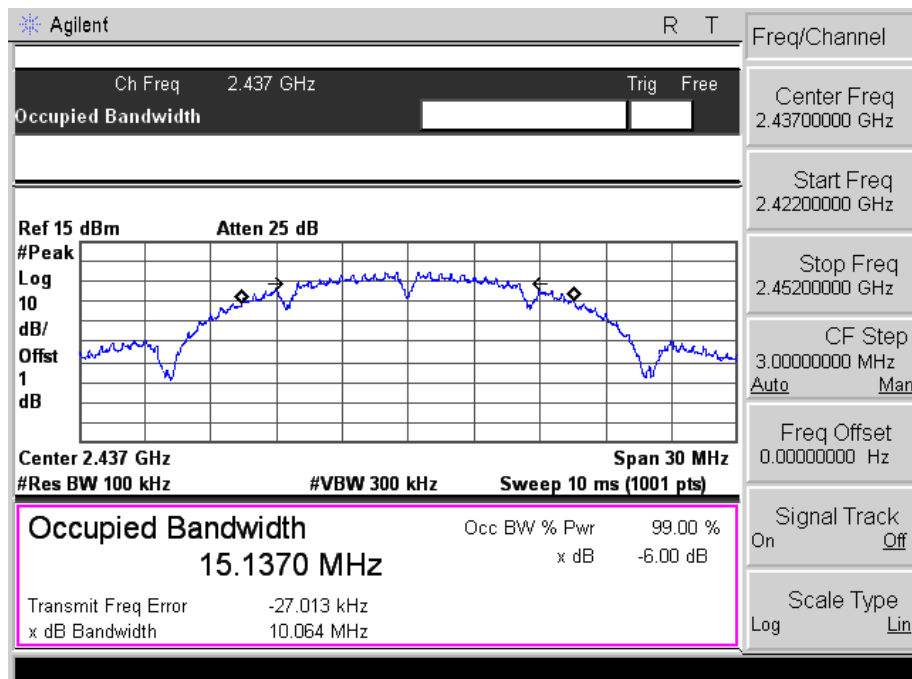 Agilent R T
Freq/Channel
Ch Freq 2.437 GHz Trig Free
Occupied Bandwidth
Center Freq
2.43700000 GHz
Start Freq
2.42200000 GHz
Stop Freq
2.45200000 GHz
CF Step
3.00000000 MHz
Auto Man
Freq Offset
0.00000000 Hz
Signal Track
On Off
Scale Type
Log Lin
Ref 15 dBm Atten 25 dB
#Peak
Log
10
dB/
Offst
1
dB
Center 2.437 GHz Span 30 MHz
#Res BW 100 kHz #VBW 300 kHz Sweep 10 ms (1001 pts)
Occupied Bandwidth Occ BW % Pwr 99.00 %
15.1370 MHz x dB -6.00 dB
Transmit Freq Error -27.013 kHz
x dB Bandwidth 10.064 MHz